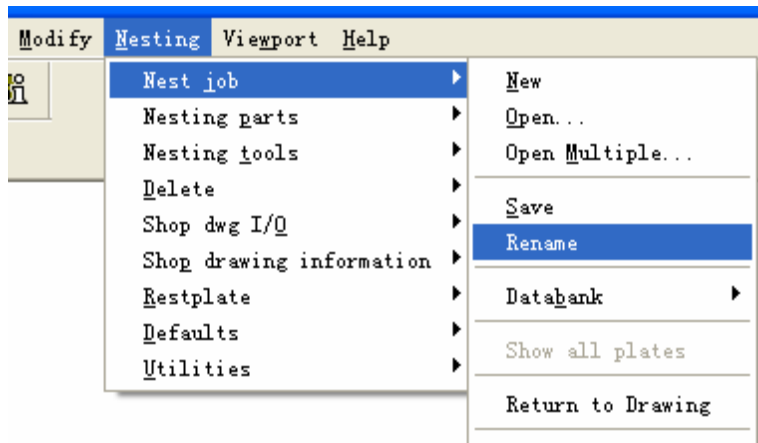 Modify Nesting Viewport Help
Nest job
Nesting parts
Nesting tools
Delete
Shop dwg I/O
Shop drawing information
Restplate
Defaults
Utilities
New
Open...
Open Multiple...
Save
Rename
Databank
Show all plates
Return to Drawing